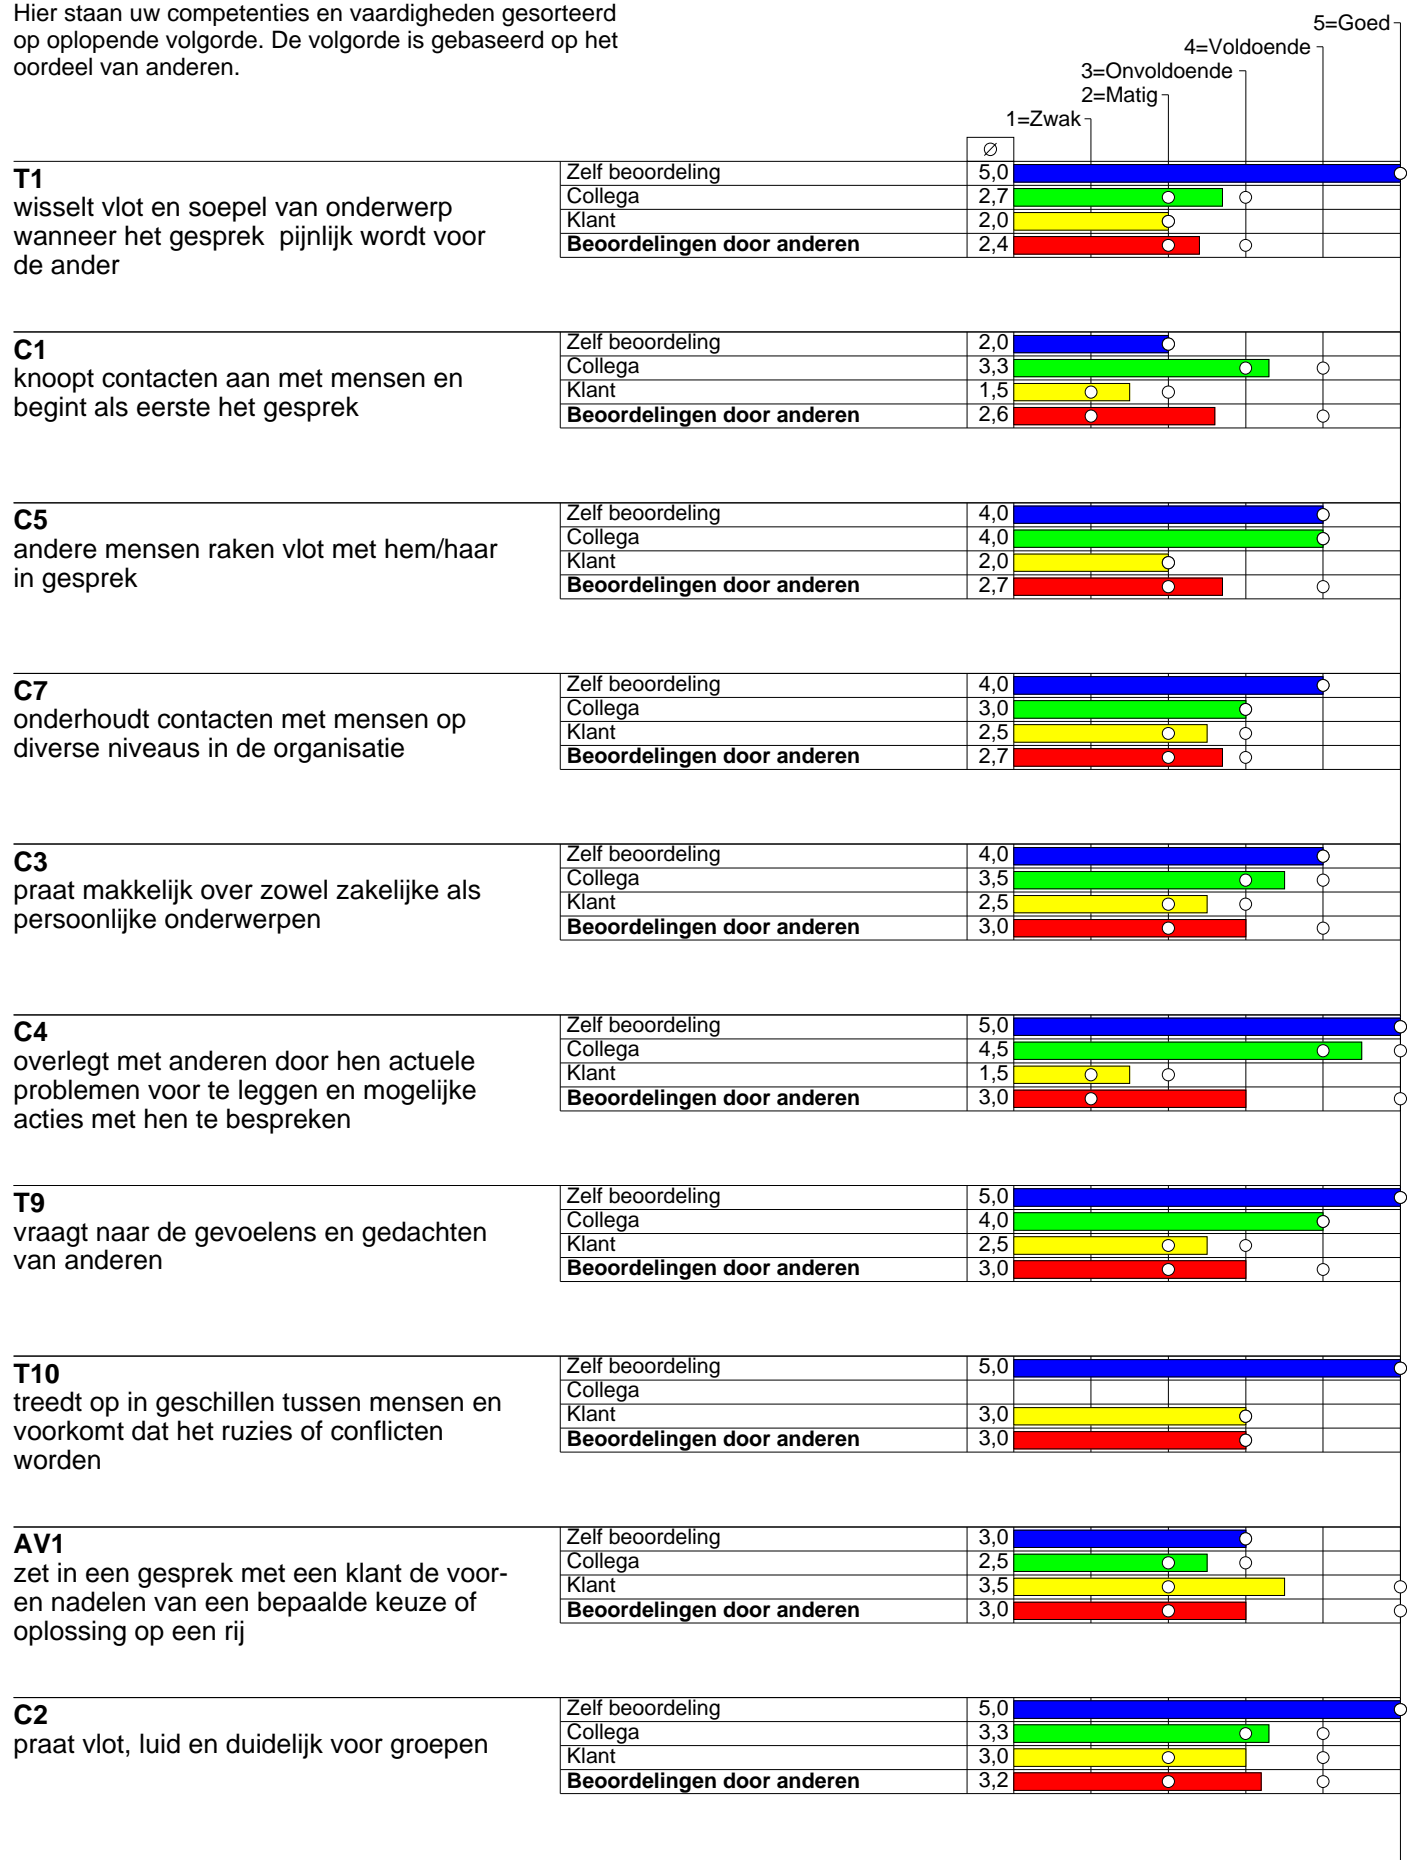 Hier staan uw competenties en vaardigheden gesorteerd
op oplopende volgorde. De volgorde is gebaseerd op het
oordeel van anderen.
5=Goed
4=Voldoende
3=Onvoldoende
2=Matig
1=Zwak
Ø
T1
wisselt vlot en soepel van onderwerp
wanneer het gesprek  pijnlijk wordt voor
de ander
Zelf beoordeling 5,0
Collega 2,7
Klant 2,0
Beoordelingen door anderen 2,4
C1
knoopt contacten aan met mensen en
begint als eerste het gesprek
Zelf beoordeling 2,0
Collega 3,3
Klant 1,5
Beoordelingen door anderen 2,6
C5
andere mensen raken vlot met hem/haar
in gesprek
Zelf beoordeling 4,0
Collega 4,0
Klant 2,0
Beoordelingen door anderen 2,7
C7
onderhoudt contacten met mensen op
diverse niveaus in de organisatie
Zelf beoordeling 4,0
Collega 3,0
Klant 2,5
Beoordelingen door anderen 2,7
C3
praat makkelijk over zowel zakelijke als
persoonlijke onderwerpen
Zelf beoordeling 4,0
Collega 3,5
Klant 2,5
Beoordelingen door anderen 3,0
C4
overlegt met anderen door hen actuele
problemen voor te leggen en mogelijke
acties met hen te bespreken
Zelf beoordeling 5,0
Collega 4,5
Klant 1,5
Beoordelingen door anderen 3,0
T9
vraagt naar de gevoelens en gedachten
van anderen
Zelf beoordeling 5,0
Collega 4,0
Klant 2,5
Beoordelingen door anderen 3,0
T10
treedt op in geschillen tussen mensen en
voorkomt dat het ruzies of conflicten
worden
Zelf beoordeling 5,0
Collega
Klant 3,0
Beoordelingen door anderen 3,0
AV1
zet in een gesprek met een klant de voor-
en nadelen van een bepaalde keuze of
oplossing op een rij
Zelf beoordeling 3,0
Collega 2,5
Klant 3,5
Beoordelingen door anderen 3,0
C2
praat vlot, luid en duidelijk voor groepen
Zelf beoordeling 5,0
Collega 3,3
Klant 3,0
Beoordelingen door anderen 3,2